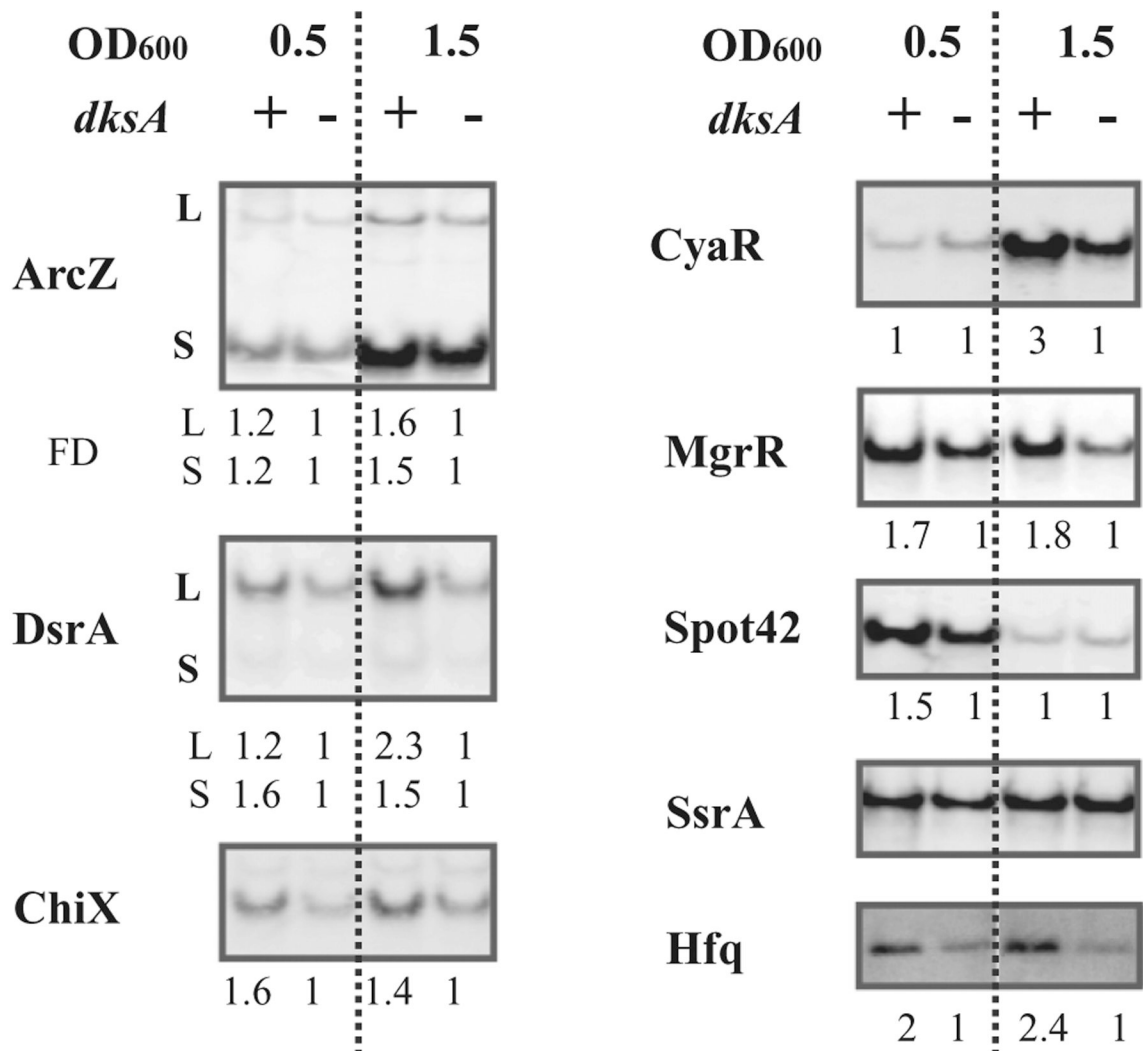 OD600 0.5 1.5
dksA + - + -
L
ArcZ
S
L 1.2 1 1.6 1
FD
S 1.2 1 1.5 1
L
DsrA
S
L 1.2 1 2.3 1
S 1.6 1 1.5 1
ChiX
1.6 1 1.4 1
OD600 0.5 1.5
dksA + - + -
CyaR
1 1 3 1
MgrR
1.7 1 1.8 1
Spot42
1.5 1 1 1
SsrA
Hfq
2 1 2.4 1